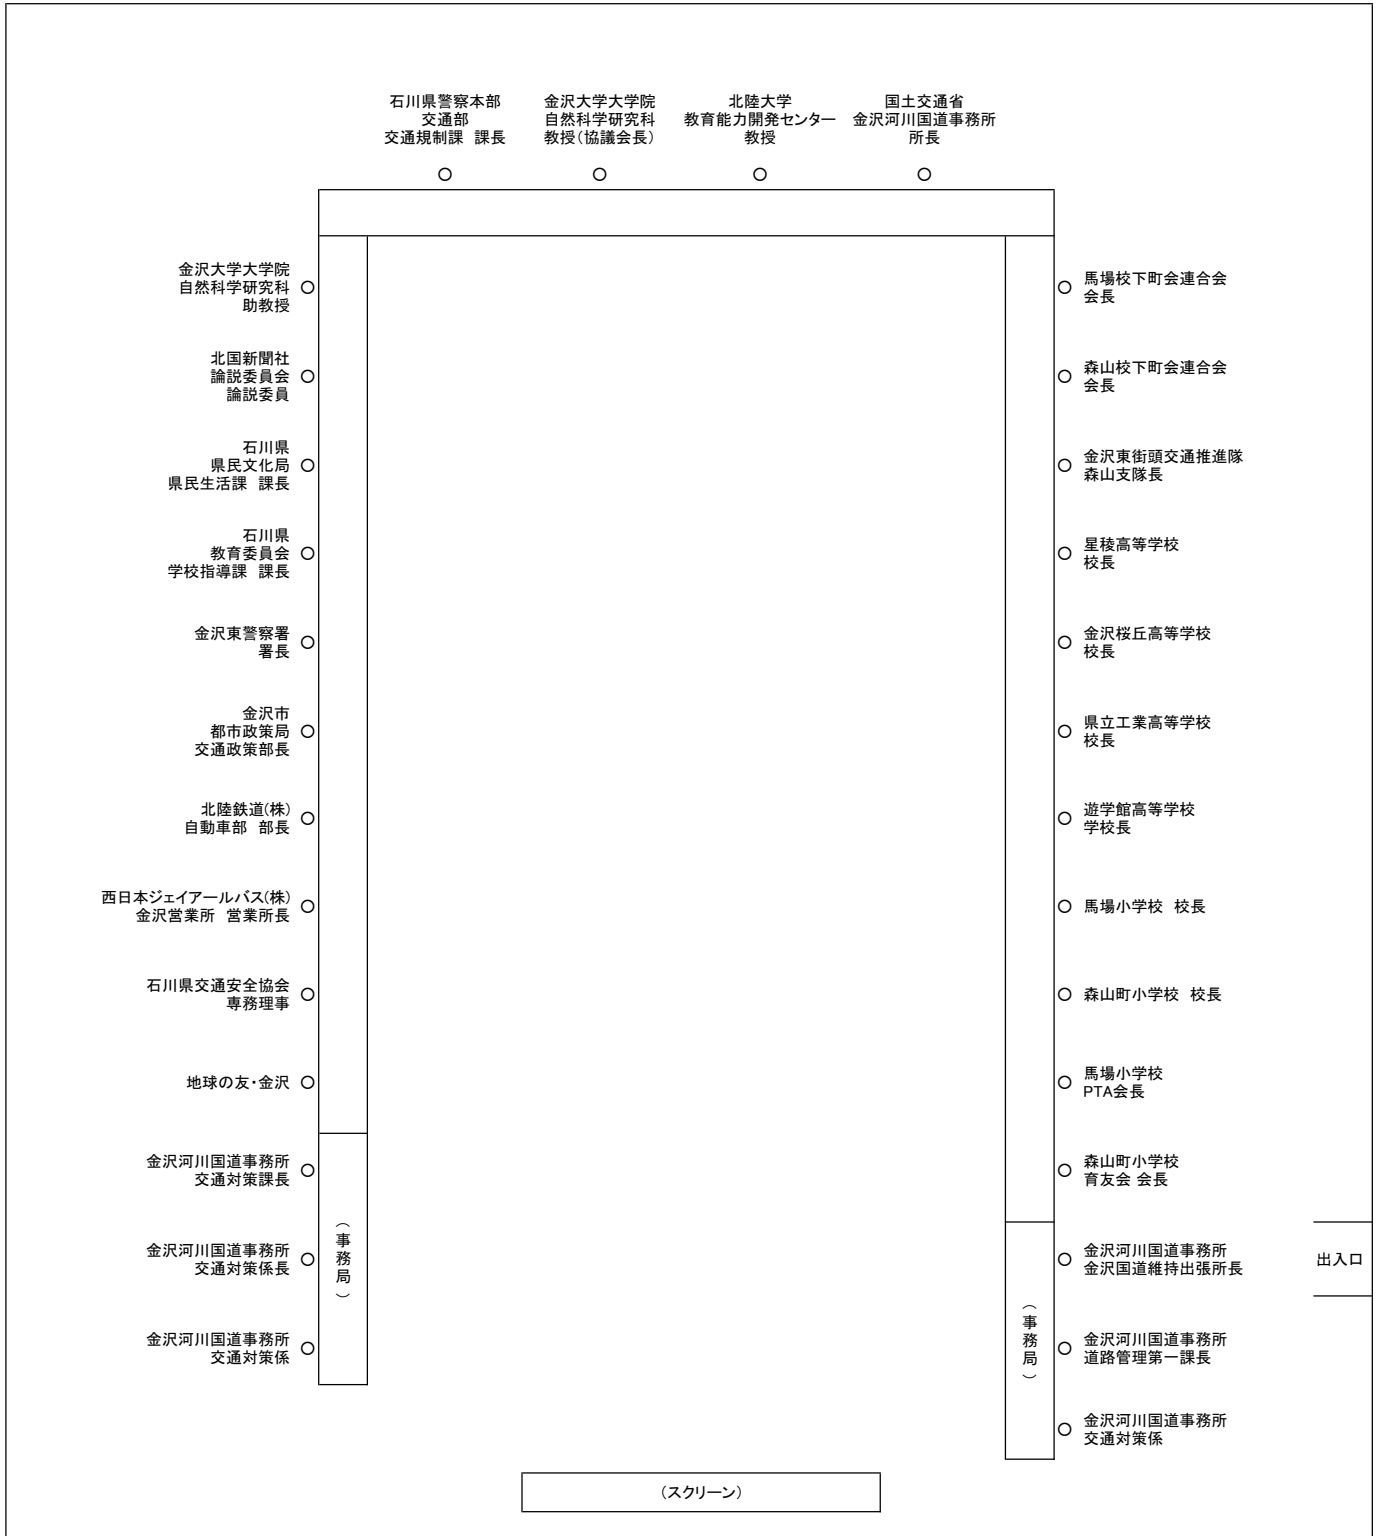 石川県警察本部
交通部
交通規制課 課長
金沢大学大学院
自然科学研究科
教授(協議会長)
北陸大学
教育能力開発センター
教授
国土交通省
金沢河川国道事務所
所長
金沢大学大学院
自然科学研究科
助教授
北国新聞社
論説委員会
論説委員
石川県
県民文化局
県民生活課 課長
石川県
教育委員会
学校指導課 課長
金沢東警察署
署長
金沢市
都市政策局
交通政策部長
北陸鉄道(株)
自動車部 部長
西日本ジェイアールバス(株)
金沢営業所 営業所長
石川県交通安全協会
専務理事
地球の友・金沢
金沢河川国道事務所
交通対策課長
金沢河川国道事務所
交通対策係長
金沢河川国道事務所
交通対策係
(事務局)
馬場校下町会連合会
会長
森山校下町会連合会
会長
金沢東街頭交通推進隊
森山支隊長
星稜高等学校
校長
金沢桜丘高等学校
校長
県立工業高等学校
校長
遊学館高等学校
学校長
馬場小学校 校長
森山町小学校 校長
馬場小学校
PTA会長
森山町小学校
育友会 会長
金沢河川国道事務所
金沢国道維持出張所長
金沢河川国道事務所
道路管理第一課長
金沢河川国道事務所
交通対策係
(事務局)
出入口
(スクリーン)